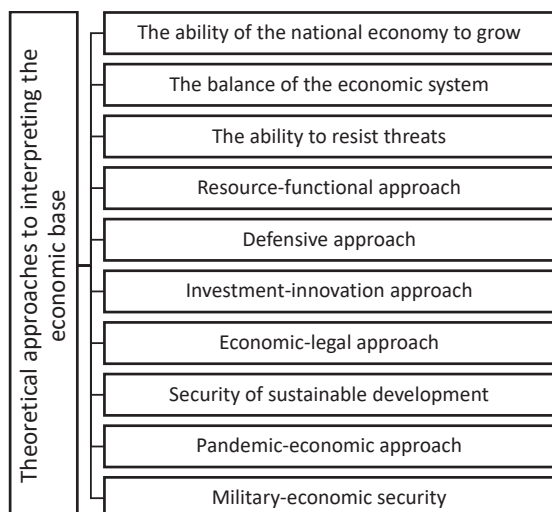 Theoretical approaches to interpreting the
economic base
The ability of the national economy to grow
The balance of the economic system
The ability to resist threats
Resource-functional approach
Defensive approach
Investment-innovation approach
Economic-legal approach
Security of sustainable development
Pandemic-economic approach
Military-economic security